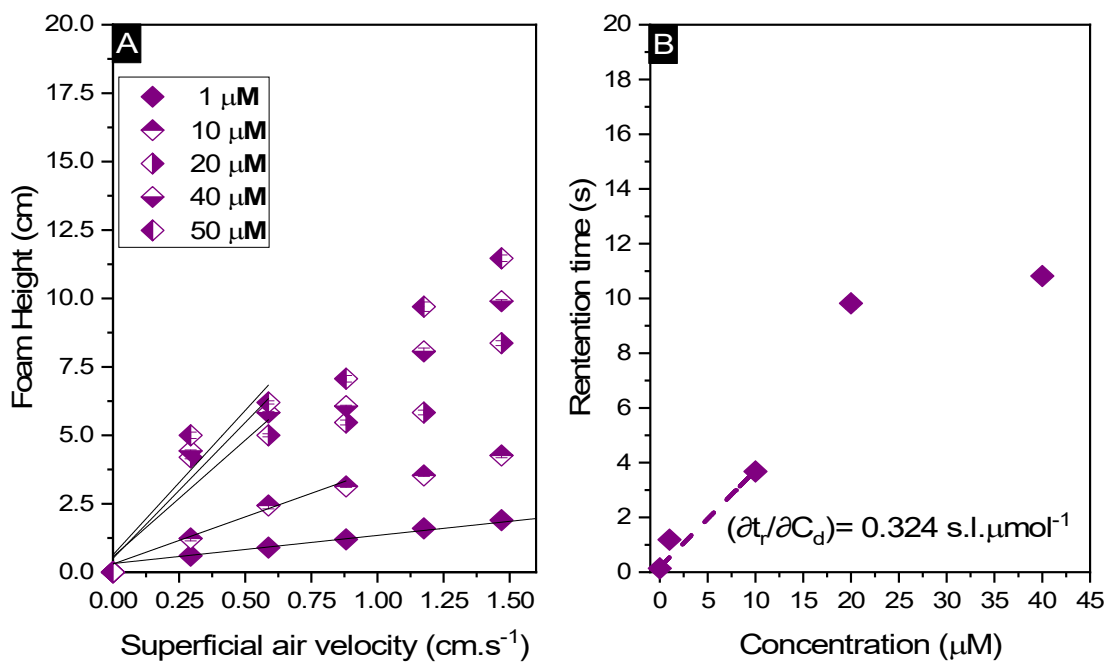 A
1 μM
10 μM
20 μM
40 μM
50 μM
20.0
17.5
15.0
12.5
10.0
7.5
5.0
2.5
0.0
0.00 0.25 0.50 0.75 1.00 1.25 1.50
Foam Height (cm)
Superficial air velocity (cm.s⁻¹)
B
20
18
16
14
12
10
8
6
4
2
0
0 5 10 15 20 25 30 35 40 45
Rentention time (s)
(∂tᵣ/∂C_d)= 0.324 s.l.μmol⁻¹
Concentration (μM)